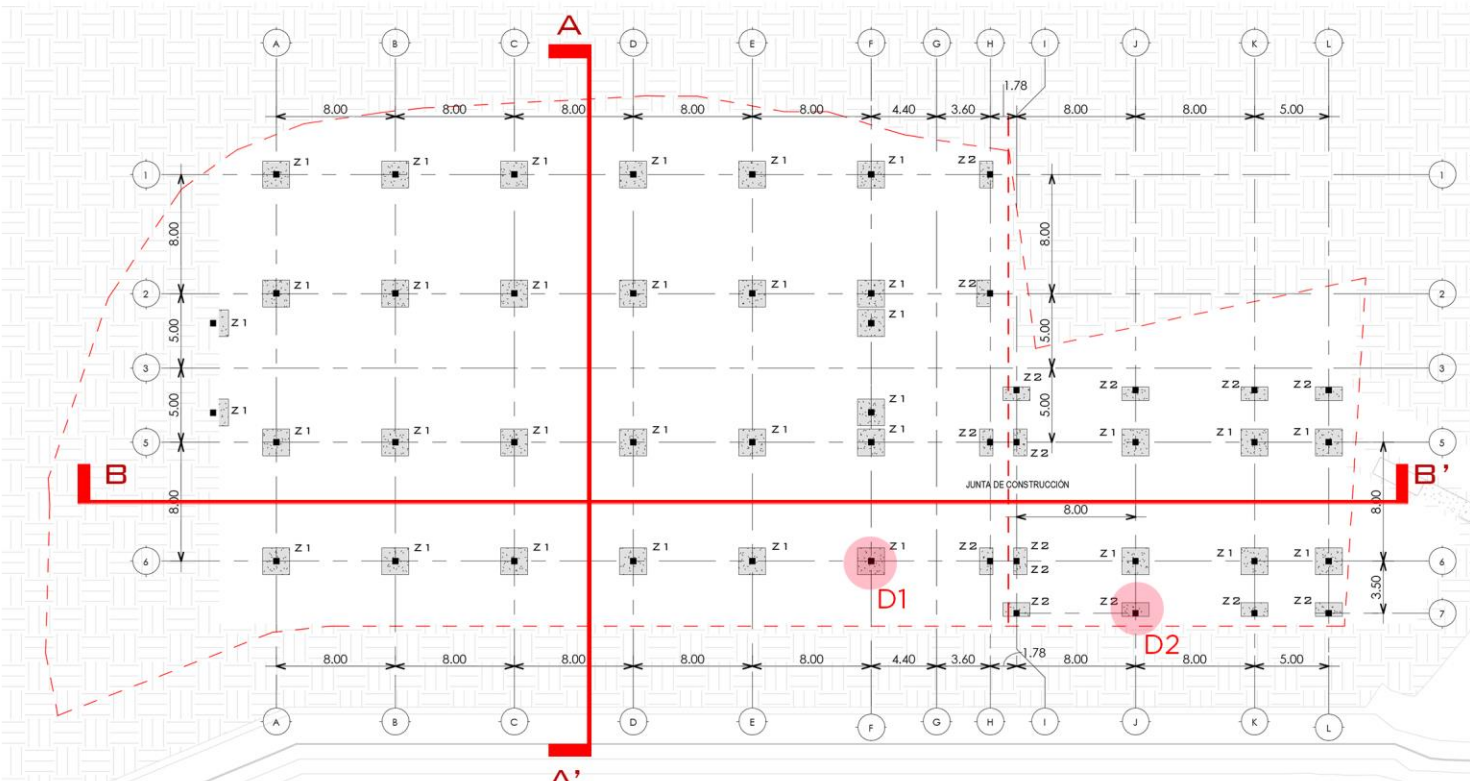 A
A B C D E F G H I J K L
1.78
8.00 8.00 8.00 8.00 8.00 4.40 3.60 8.00 8.00 5.00
1 Z1 Z1 Z1 Z1 Z1 Z1 Z2 1
8.00 8.00
2 Z1 Z1 Z1 Z1 Z1 Z1 Z2 2
Z1 Z1
5.00 5.00
3 3
Z2 Z2 Z2 Z2
5.00 5.00
Z1 Z1
5 Z1 Z1 Z1 Z1 Z1 Z1 Z2 Z1 Z1 Z1 5
Z2
B B'
JUNTA DE CONSTRUCCIÓN
8.00 8.00
8.00
6 Z1 Z1 Z1 Z1 Z1 Z1 Z2 Z2 Z1 Z1 Z1 6
Z2
3.50
D1 Z2 Z2 Z2 Z2 7
D2
8.00 8.00 8.00 8.00 8.00 4.40 3.60 1.78 8.00 8.00 5.00
A B C D E F G H I J K L
A'